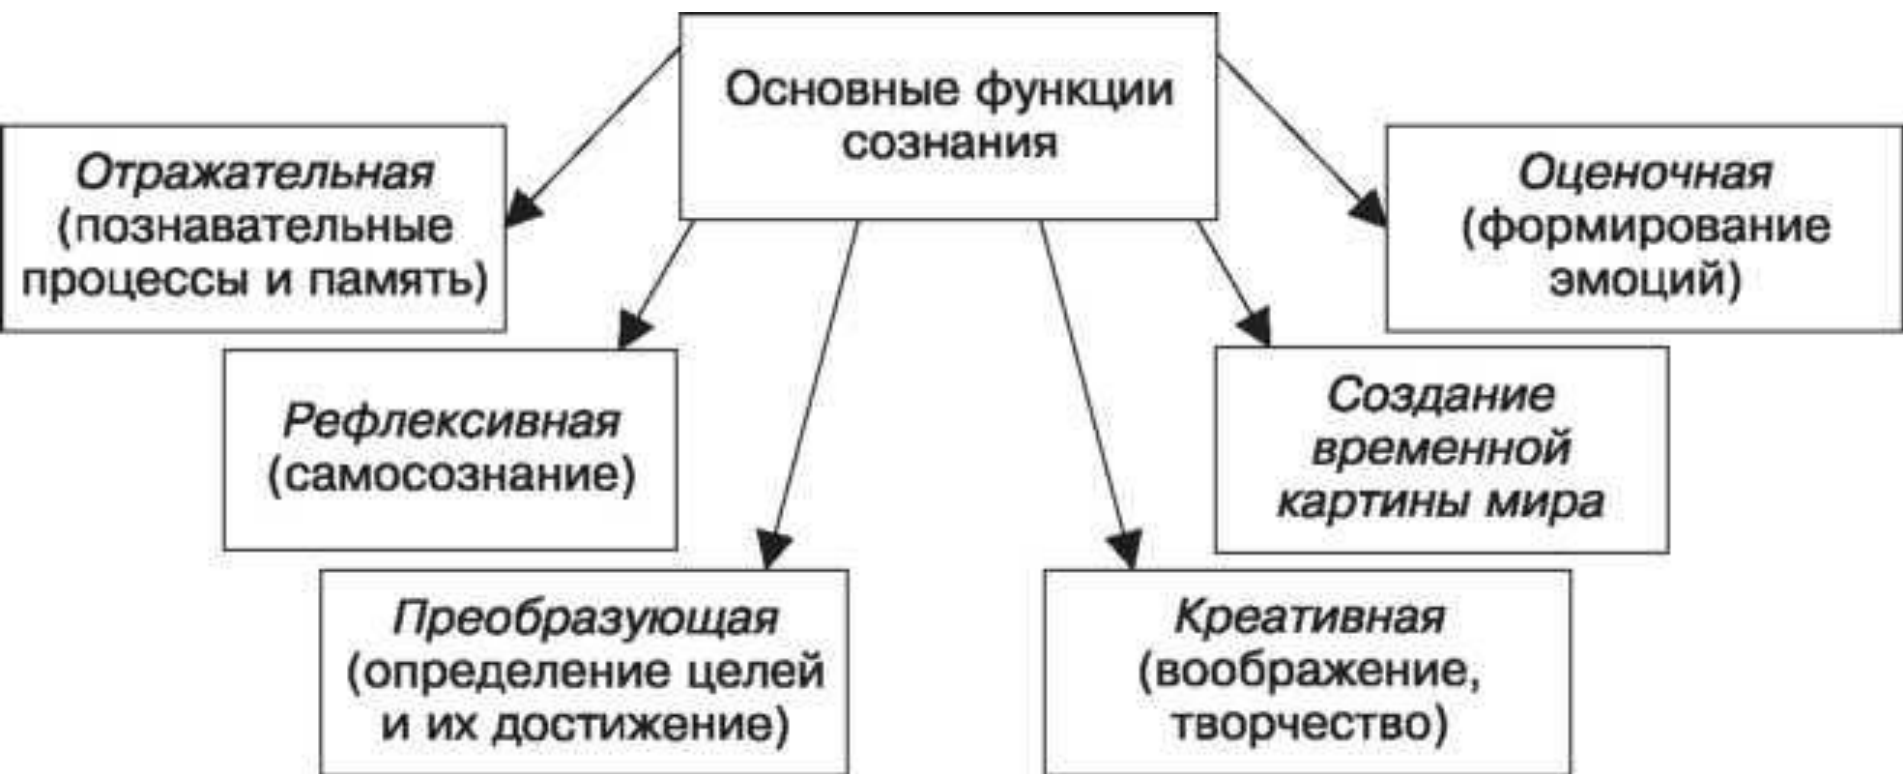 Основные функции
сознания
Отражательная
(познавательные
процессы и память)
Оценочная
(формирование
эмоций)
Рефлексивная
(самосознание)
Создание
временной
картины мира
Преобразующая
(определение целей
и их достижение)
Креативная
(воображение,
творчество)